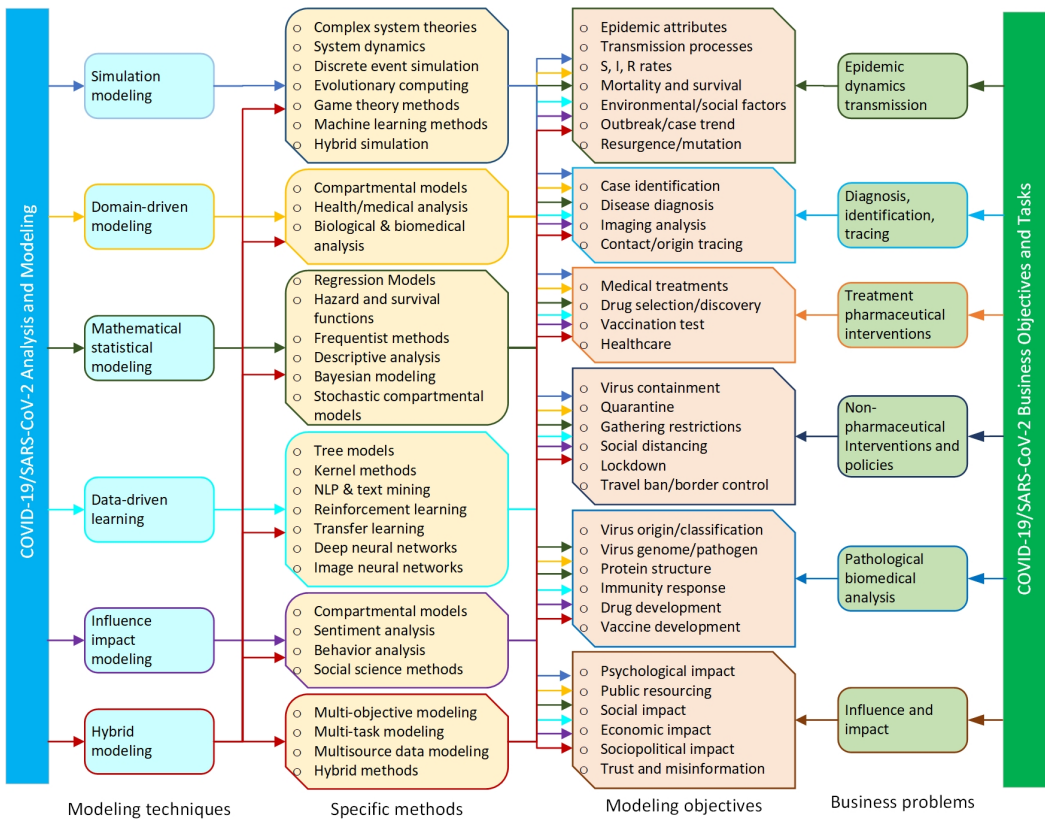 COVID-19/SARS-CoV-2 Analysis and Modeling
Simulation
modeling
Domain-driven
modeling
Mathematical
statistical
modeling
Data-driven
learning
Influence
impact
modeling
Hybrid
modeling
Modeling techniques
Complex system theories
System dynamics
Discrete event simulation
Evolutionary computing
Game theory methods
Machine learning methods
Hybrid simulation
Compartmental models
Health/medical analysis
Biological & biomedical
analysis
Regression Models
Hazard and survival
functions
Frequentist methods
Descriptive analysis
Bayesian modeling
Stochastic compartmental
models
Tree models
Kernel methods
NLP & text mining
Reinforcement learning
Transfer learning
Deep neural networks
Image neural networks
Compartmental models
Sentiment analysis
Behavior analysis
Social science methods
Multi-objective modeling
Multi-task modeling
Multisource data modeling
Hybrid methods
Specific methods
Epidemic attributes
Transmission processes
S, I, R rates
Mortality and survival
Environmental/social factors
Outbreak/case trend
Resurgence/mutation
Case identification
Disease diagnosis
Imaging analysis
Contact/origin tracing
Medical treatments
Drug selection/discovery
Vaccination test
Healthcare
Virus containment
Quarantine
Gathering restrictions
Social distancing
Lockdown
Travel ban/border control
Virus origin/classification
Virus genome/pathogen
Protein structure
Immunity response
Drug development
Vaccine development
Psychological impact
Public resourcing
Social impact
Economic impact
Sociopolitical impact
Trust and misinformation
Modeling objectives
Epidemic
dynamics
transmission
Diagnosis,
identification,
tracing
Treatment
pharmaceutical
interventions
Non-
pharmaceutical
Interventions and
policies
Pathological
biomedical
analysis
Influence and
impact
Business problems
COVID-19/SARS-CoV-2 Business Objectives and Tasks